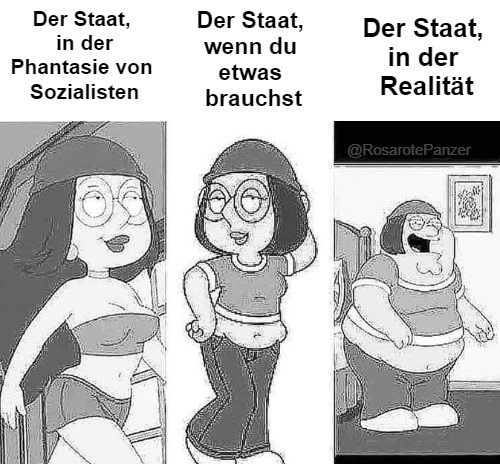 Der Staat,
in der
Phantasie von
Sozialisten
Der Staat,
wenn du
etwas
brauchst
Der Staat,
in der
Realität
@RosarotePanzer